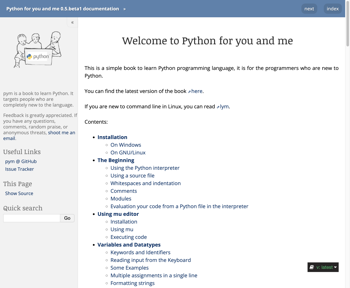 Python for you and me 0.5.beta1 documentation »
next
index
«
python
pym is a book to learn Python. It
targets people who are
completely new to the language.
Feedback is greatly appreciated. If
you have any questions,
comments, random praise, or
anonymous threats, shoot me an
email.
Useful Links
pym @ GitHub
Issue Tracker
This Page
Show Source
Quick search
Go
Welcome to Python for you and me
This is a simple book to learn Python programming language, it is for the programmers who are new to
Python.
You can find the latest version of the book here.
If you are new to command line in Linux, you can read lym.
Contents:
Installation
On Windows
On GNU/Linux
The Beginning
Using the Python interpreter
Using a source file
Whitespaces and indentation
Comments
Modules
Evaluation your code from a Python file in the interpreter
Using mu editor
Installation
Using mu
Executing code
Variables and Datatypes
Keywords and Identifiers
Reading input from the Keyboard
Some Examples
Multiple assignments in a single line
Formatting strings
v: latest